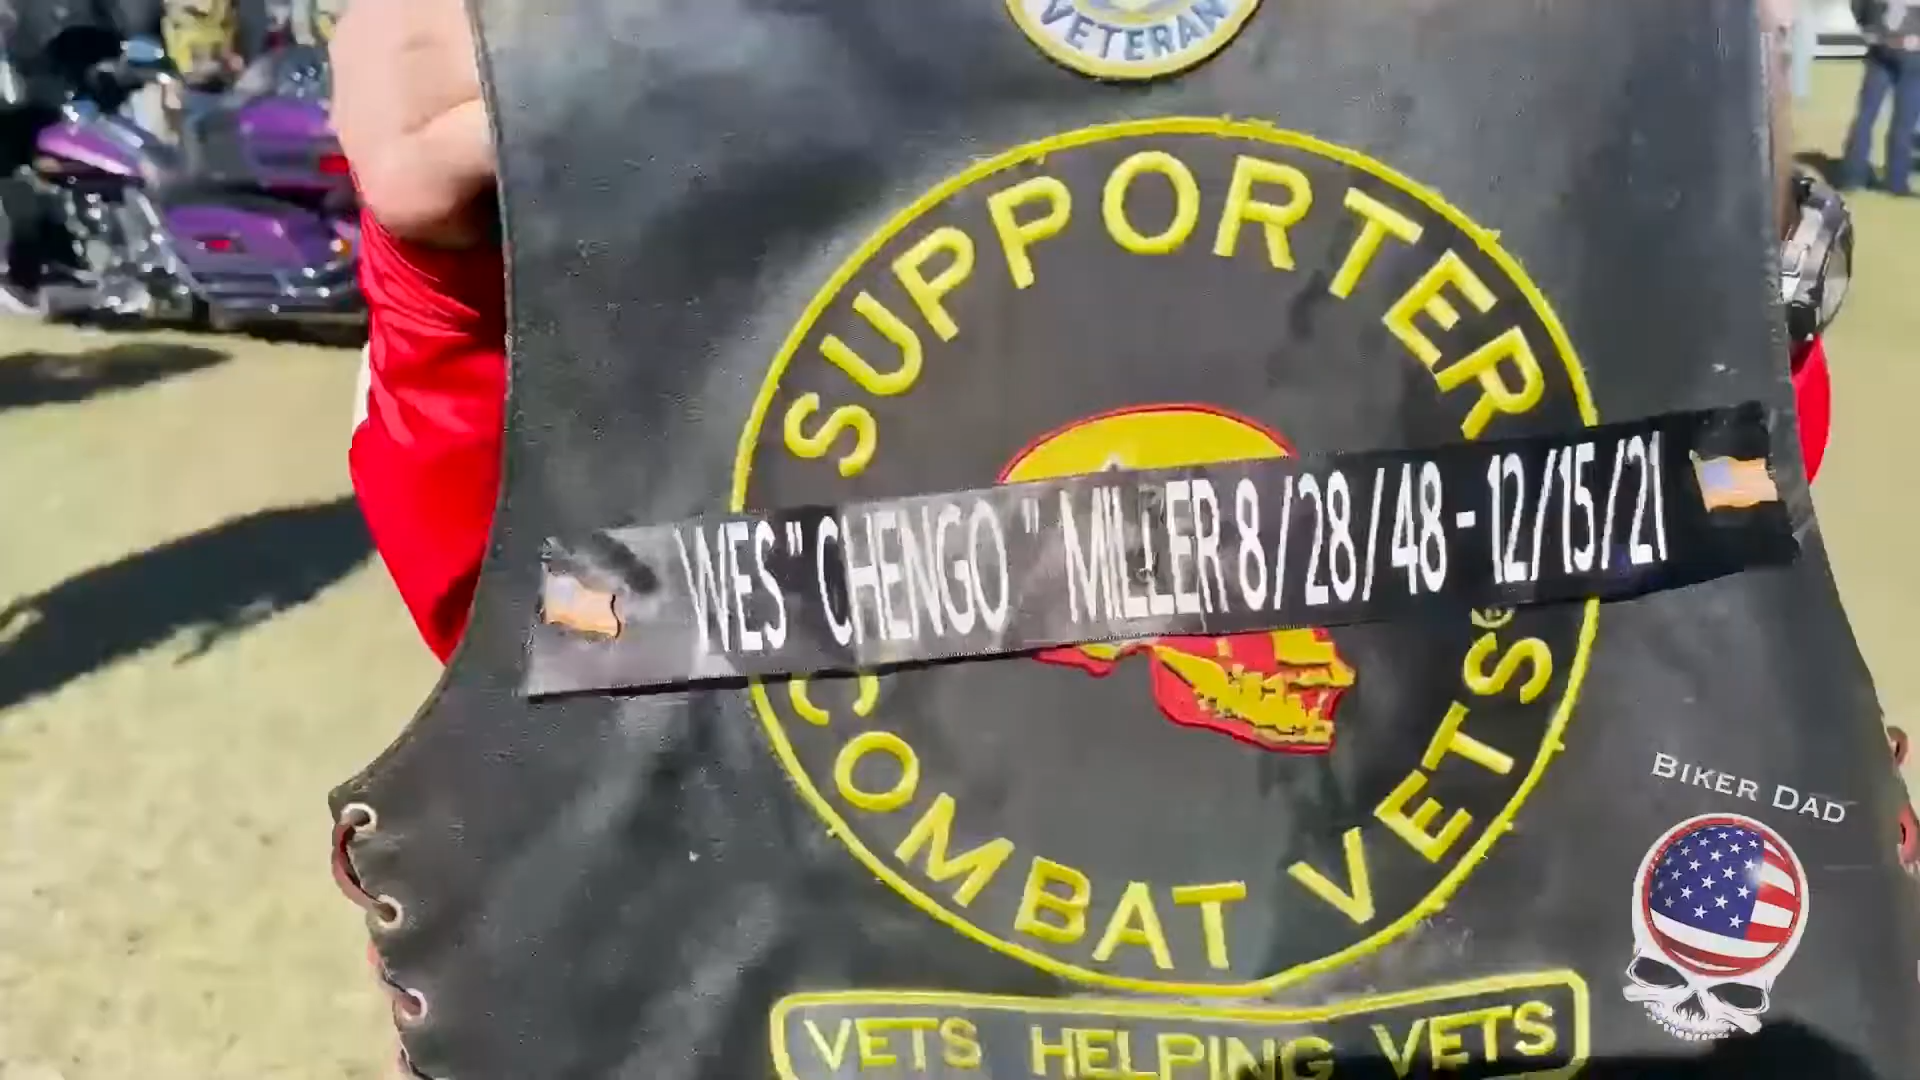 VETERAN
SUPPORTER
WES "CHENGO " MILLER 8/28/48 - 12/15/21
COMBAT VETS
VETS HELPING VETS
BIKER DAD